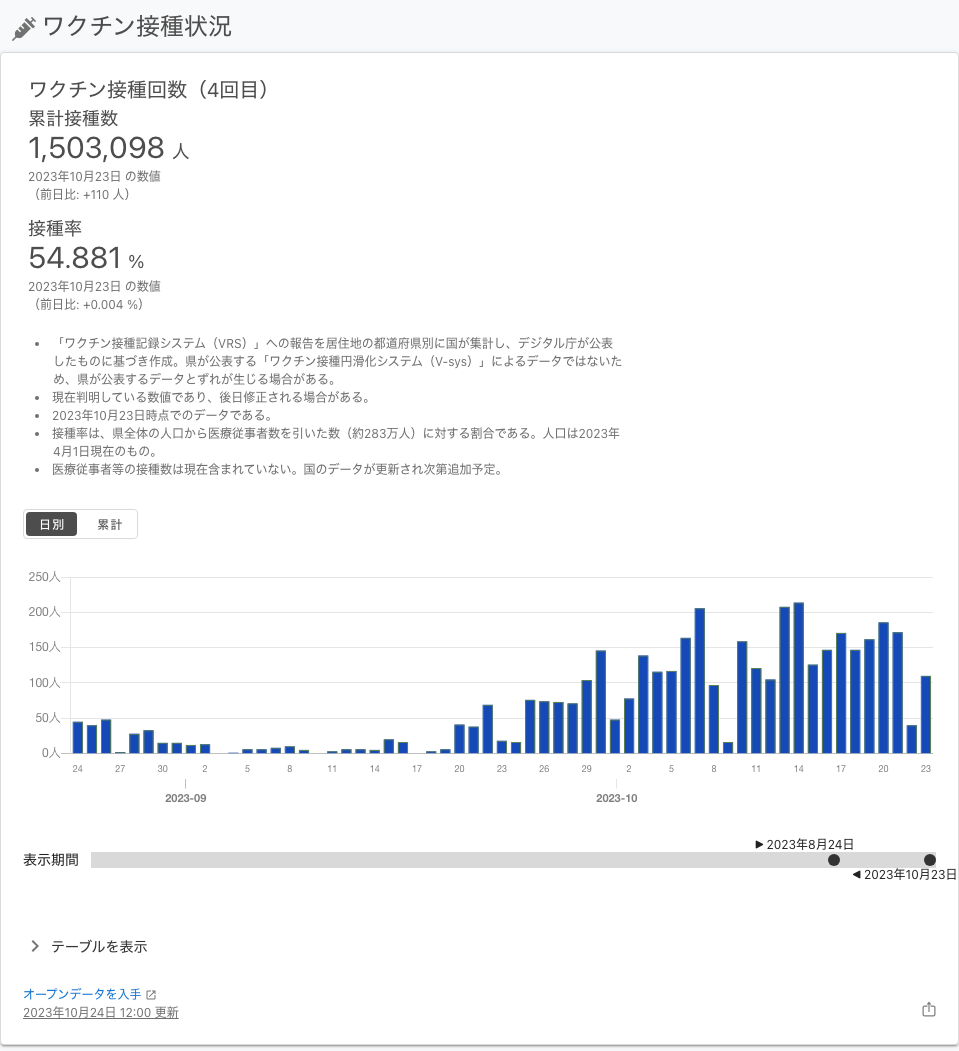 ワクチン接種状況
ワクチン接種回数（4回目）
累計接種数
1,503,098 人
2023年10月23日 の数値
（前日比: +110 人）
接種率
54.881 %
2023年10月23日 の数値
（前日比: +0.004 %）
• 「ワクチン接種記録システム（VRS）」への報告を居住地の都道府県別に国が集計し、デジタル庁が公表
したものに基づき作成。県が公表する「ワクチン接種円滑化システム（V-sys）」によるデータではないた
め、県が公表するデータとずれが生じる場合がある。
• 現在判明している数値であり、後日修正される場合がある。
• 2023年10月23日時点でのデータである。
• 接種率は、県全体の人口から医療従事者数を引いた数（約283万人）に対する割合である。人口は2023年
4月1日現在のもの。
• 医療従事者等の接種数は現在含まれていない。国のデータが更新され次第追加予定。
日別 累計
250人
200人
150人
100人
50人
0人
24 27 30 2 5 8 11 14 17 20 23 26 29 2 5 8 11 14 17 20 23
2023-09 2023-10
▶ 2023年8月24日
表示期間
◀ 2023年10月23日
テーブルを表示
オープンデータを入手
2023年10月24日 12:00 更新